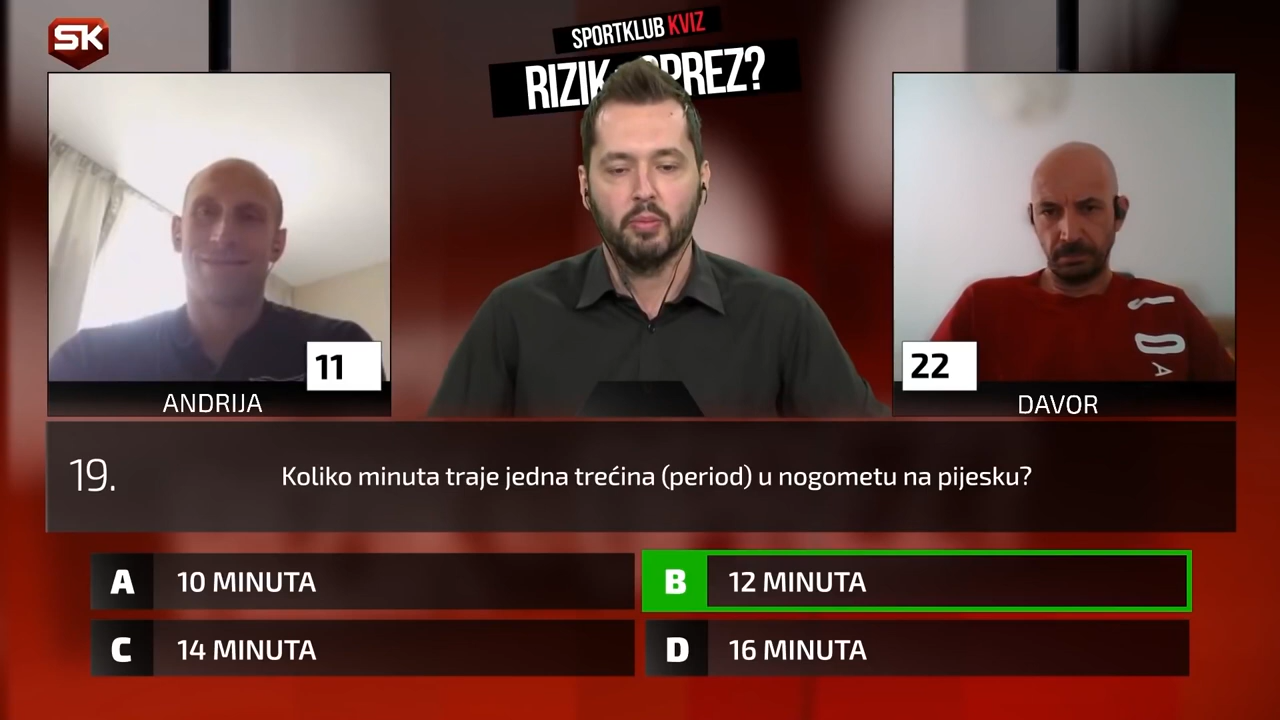 SK
SPORTKLUB KVIZ
RIZIK PREZ?
11
ANDRIJA
22
DAVOR
19.
Koliko minuta traje jedna trećina (period) u nogometu na pijesku?
A 10 MINUTA
B 12 MINUTA
C 14 MINUTA
D 16 MINUTA